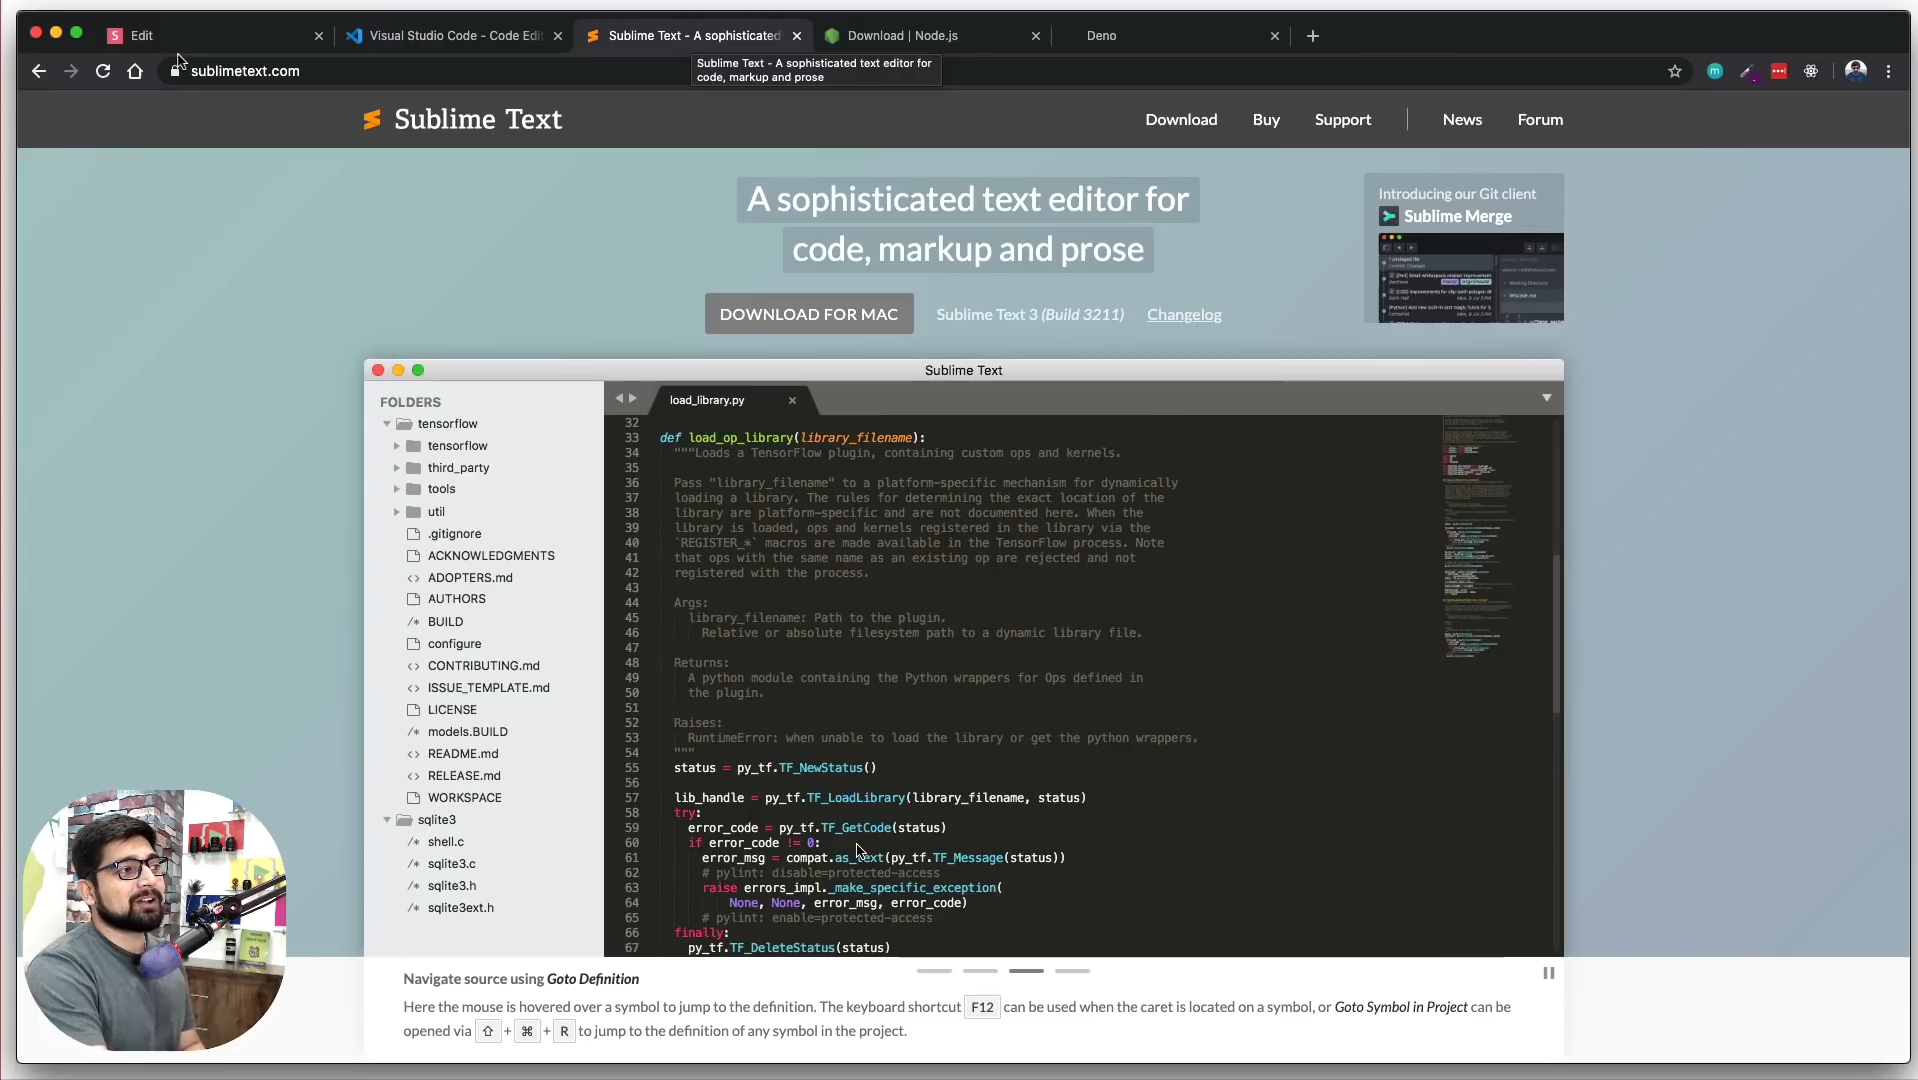 Edit
Visual Studio Code - Code Edit
Sublime Text - A sophisticated
Download | Node.js
Deno
sublimetext.com
Sublime Text - A sophisticated text editor for
code, markup and prose
Sublime Text
Download
Buy
Support
News
Forum
A sophisticated text editor for
code, markup and prose
Introducing our Git client
Sublime Merge
DOWNLOAD FOR MAC
Sublime Text 3 (Build 3211)
Changelog
Sublime Text
FOLDERS
tensorflow
tensorflow
third_party
tools
util
.gitignore
ACKNOWLEDGMENTS
ADOPTERS.md
AUTHORS
BUILD
configure
CONTRIBUTING.md
ISSUE_TEMPLATE.md
LICENSE
models.BUILD
README.md
RELEASE.md
WORKSPACE
sqlite3
shell.c
sqlite3.c
sqlite3.h
sqlite3ext.h
load_library.py
32
33 def load_op_library(library_filename):
34 """Loads a TensorFlow plugin, containing custom ops and kernels.
35
36 Pass "library_filename" to a platform-specific mechanism for dynamically
37 loading a library. The rules for determining the exact location of the
38 library are platform-specific and are not documented here. When the
39 library is loaded, ops and kernels registered in the library via the
40 `REGISTER_*` macros are made available in the TensorFlow process. Note
41 that ops with the same name as an existing op are rejected and not
42 registered with the process.
43
44 Args:
45 library_filename: Path to the plugin.
46 Relative or absolute filesystem path to a dynamic library file.
47
48 Returns:
49 A python module containing the Python wrappers for Ops defined in
50 the plugin.
51
52 Raises:
53 RuntimeError: when unable to load the library or get the python wrappers.
54 """
55 status = py_tf.TF_NewStatus()
56
57 lib_handle = py_tf.TF_LoadLibrary(library_filename, status)
58 try:
59 error_code = py_tf.TF_GetCode(status)
60 if error_code != 0:
61 error_msg = compat.as_text(py_tf.TF_Message(status))
62 # pylint: disable=protected-access
63 raise errors_impl._make_specific_exception(
64 None, None, error_msg, error_code)
65 # pylint: enable=protected-access
66 finally:
67 py_tf.TF_DeleteStatus(status)
Navigate source using Goto Definition
Here the mouse is hovered over a symbol to jump to the definition. The keyboard shortcut F12 can be used when the caret is located on a symbol, or Goto Symbol in Project can be
opened via ⇧ + ⌘ + R to jump to the definition of any symbol in the project.